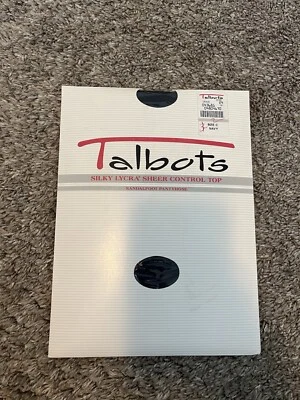 Talbots
Talbots
SILKY LYCRA® SHEER CONTROL TOP
SANDALFOOT PANTYHOSE